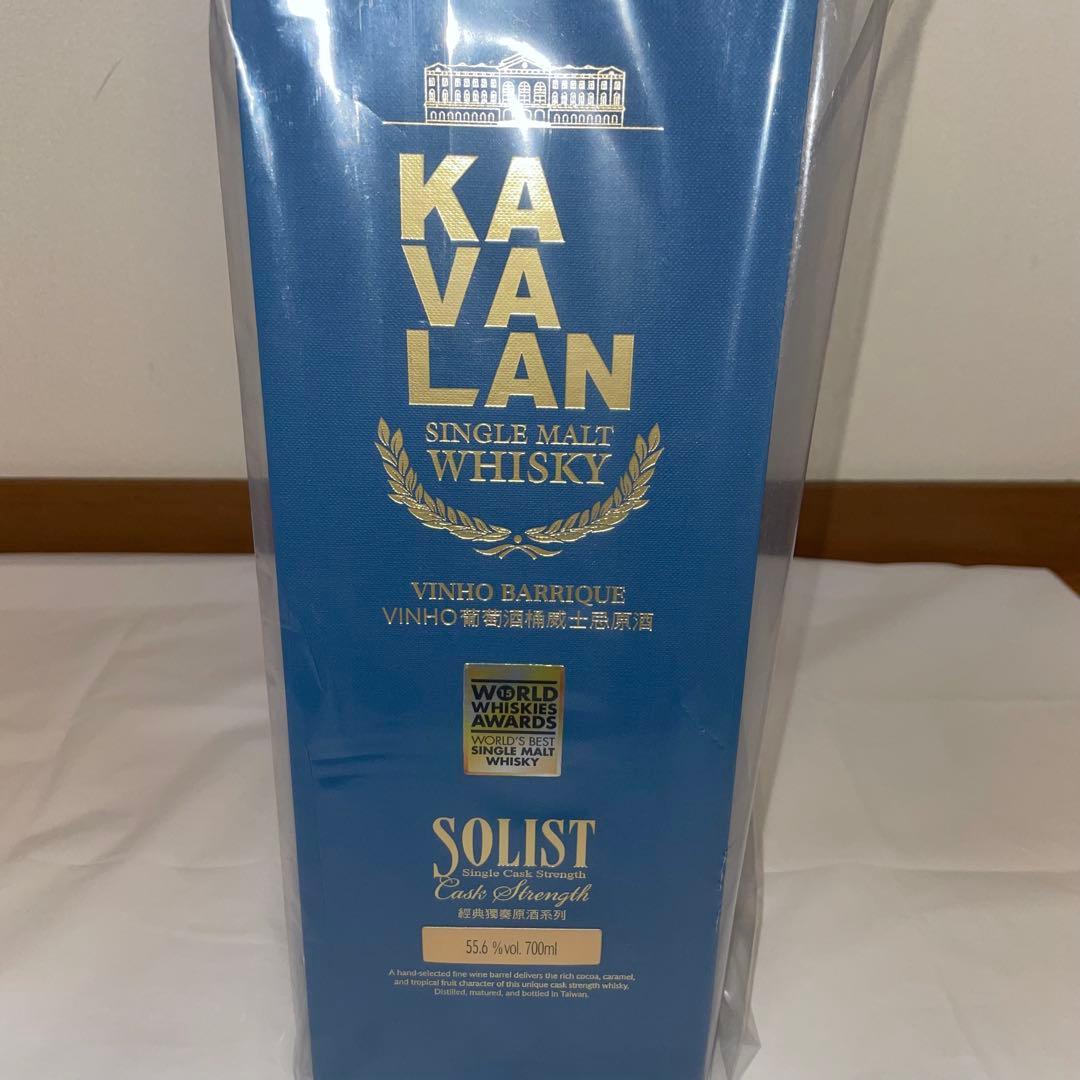 KA
VA
LAN
SINGLE MALT
WHISKY
VINHO BARRIQUE
VINHO葡萄酒桶威士忌原酒
WORLD
15
WHISKIES
AWARDS
WORLD'S BEST
SINGLE MALT
WHISKY
SOLIST
Single Cask Strength
Cask Strength
經典獨奏原酒系列
55.6 %vol. 700ml
A hand-selected fine wine barrel delivers the rich cocoa, caramel,
and tropical fruit character of this unique cask strength whisky.
Distilled, matured, and bottled in Taiwan.